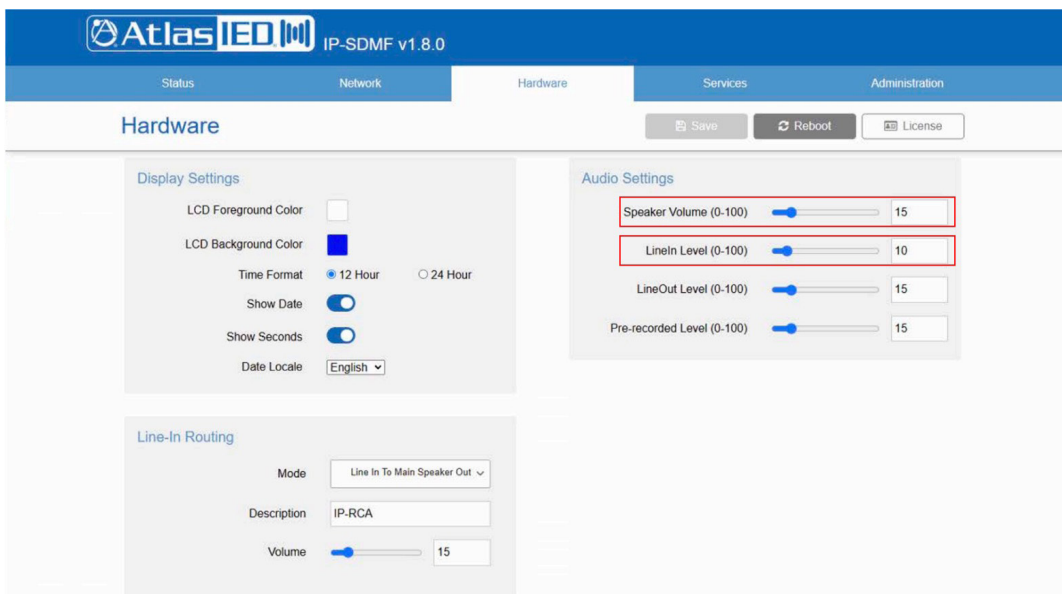 AtlasIED IP-SDMF v1.8.0
Status Network Hardware Services Administration
Hardware
Save Reboot License
Display Settings
LCD Foreground Color
LCD Background Color
Time Format 12 Hour 24 Hour
Show Date
Show Seconds
Date Locale English
Audio Settings
Speaker Volume (0-100) 15
LineIn Level (0-100) 10
LineOut Level (0-100) 15
Pre-recorded Level (0-100) 15
Line-In Routing
Mode Line In To Main Speaker Out
Description IP-RCA
Volume 15